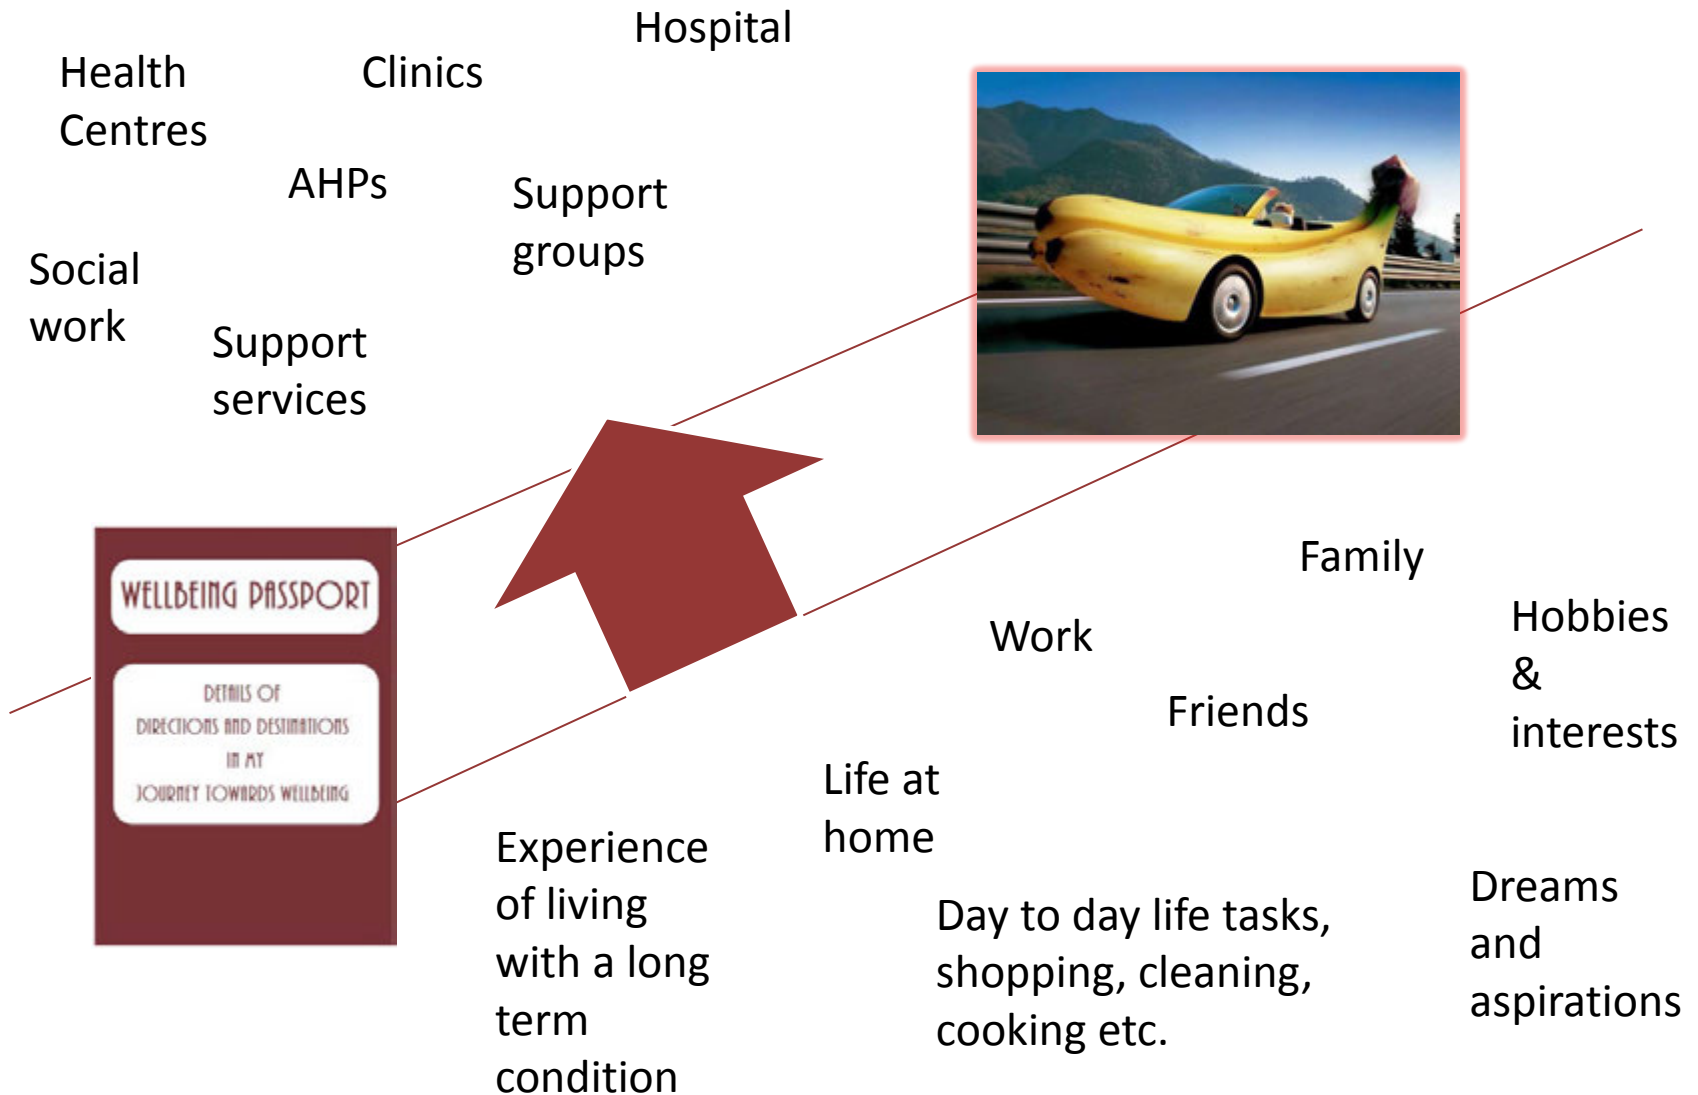 Hospital
Health
Centres
Clinics
AHPs
Support
groups
Social
work
Support
services
WELLBEING PASSPORT
DETAILS OF
DIRECTIONS AND DESTINATIONS
IN MY
JOURNEY TOWARDS WELLBEING
Family
Work
Hobbies
&
interests
Friends
Life at
home
Experience
of living
with a long
term
condition
Day to day life tasks,
shopping, cleaning,
cooking etc.
Dreams
and
aspirations